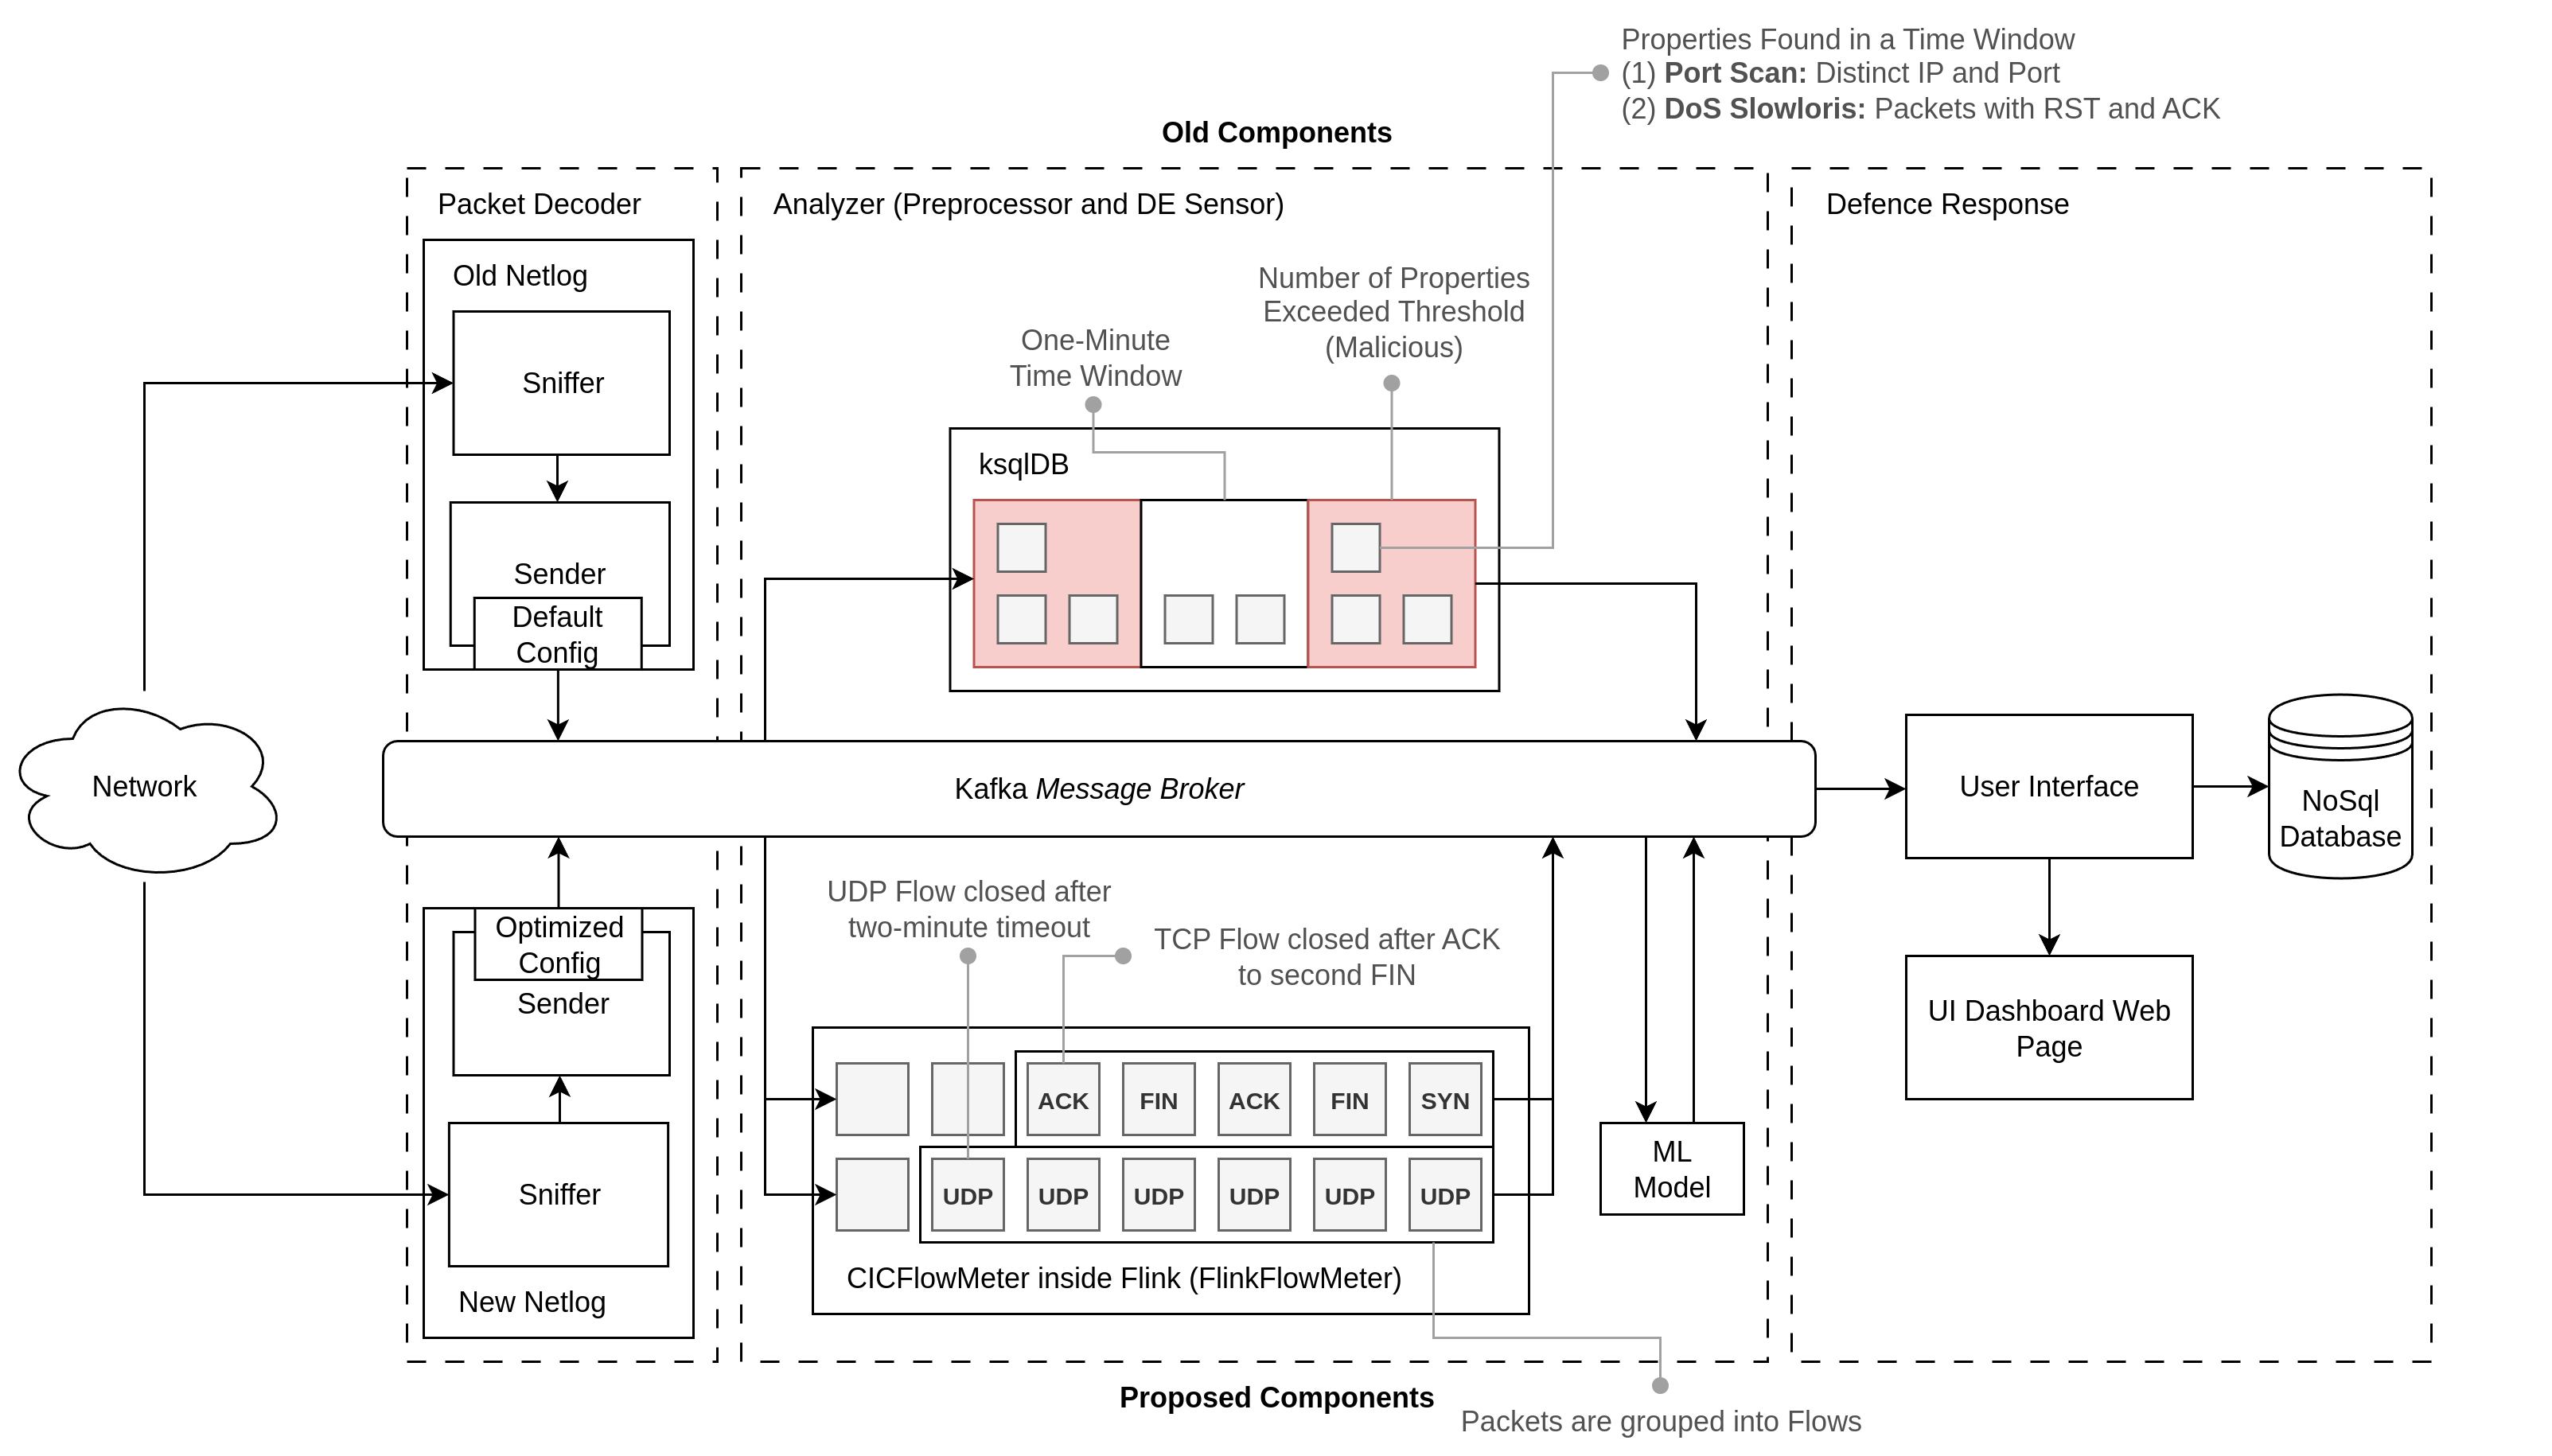 Properties Found in a Time Window
(1) Port Scan: Distinct IP and Port
(2) DoS Slowloris: Packets with RST and ACK
Old Components
Packet Decoder
Analyzer (Preprocessor and DE Sensor)
Defence Response
Old Netlog
Sniffer
Sender
Default
Config
One-Minute
Time Window
Number of Properties
Exceeded Threshold
(Malicious)
ksqlDB
Network
Kafka Message Broker
User Interface
NoSql
Database
UI Dashboard Web
Page
Optimized
Config
Sender
Sniffer
New Netlog
UDP Flow closed after
two-minute timeout
TCP Flow closed after ACK
to second FIN
ACK FIN ACK FIN SYN
UDP UDP UDP UDP UDP UDP
CICFlowMeter inside Flink (FlinkFlowMeter)
ML
Model
Proposed Components
Packets are grouped into Flows